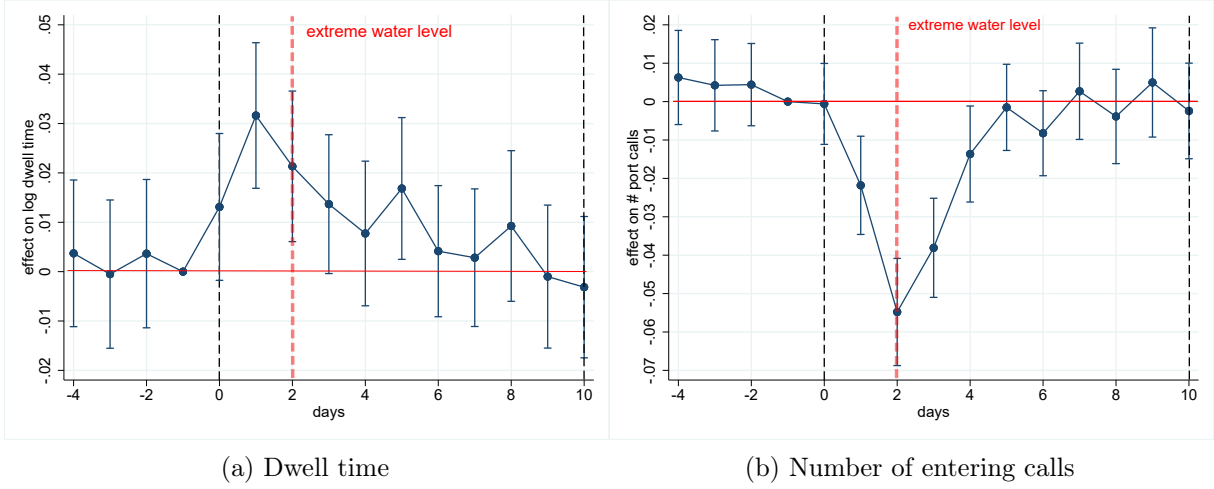 extreme water level
effect on log dwell time
.05
.04
.03
.02
.01
0
-.01
-.02
-4 -2 0 2 4 6 8 10
days
(a) Dwell time
extreme water level
effect on # port calls
.02
.01
0
-.01
-.02
-.03
-.04
-.05
-.06
-.07
-4 -2 0 2 4 6 8 10
days
(b) Number of entering calls